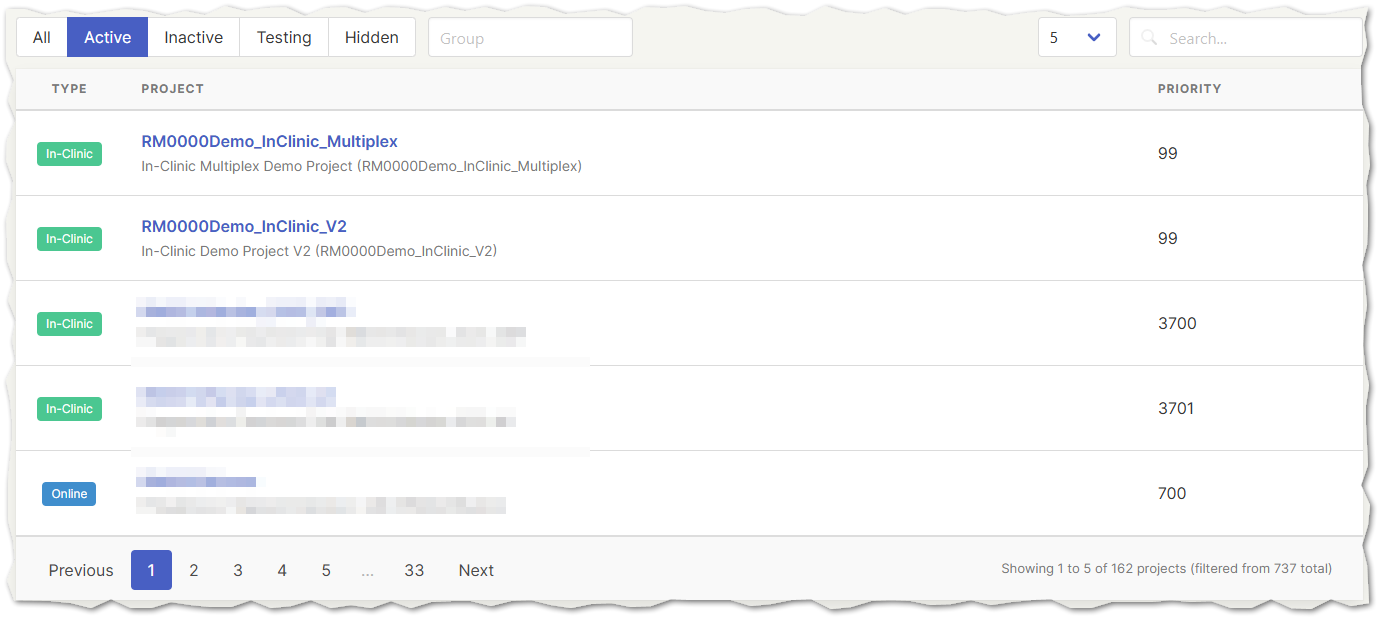 All Active Inactive Testing Hidden Group 5 Search...
TYPE PROJECT PRIORITY
In-Clinic RM0000Demo_InClinic_Multiplex 99
In-Clinic Multiplex Demo Project (RM0000Demo_InClinic_Multiplex)
In-Clinic RM0000Demo_InClinic_V2 99
In-Clinic Demo Project V2 (RM0000Demo_InClinic_V2)
In-Clinic 3700
In-Clinic 3701
Online 700
Previous 1 2 3 4 5 ... 33 Next Showing 1 to 5 of 162 projects (filtered from 737 total)